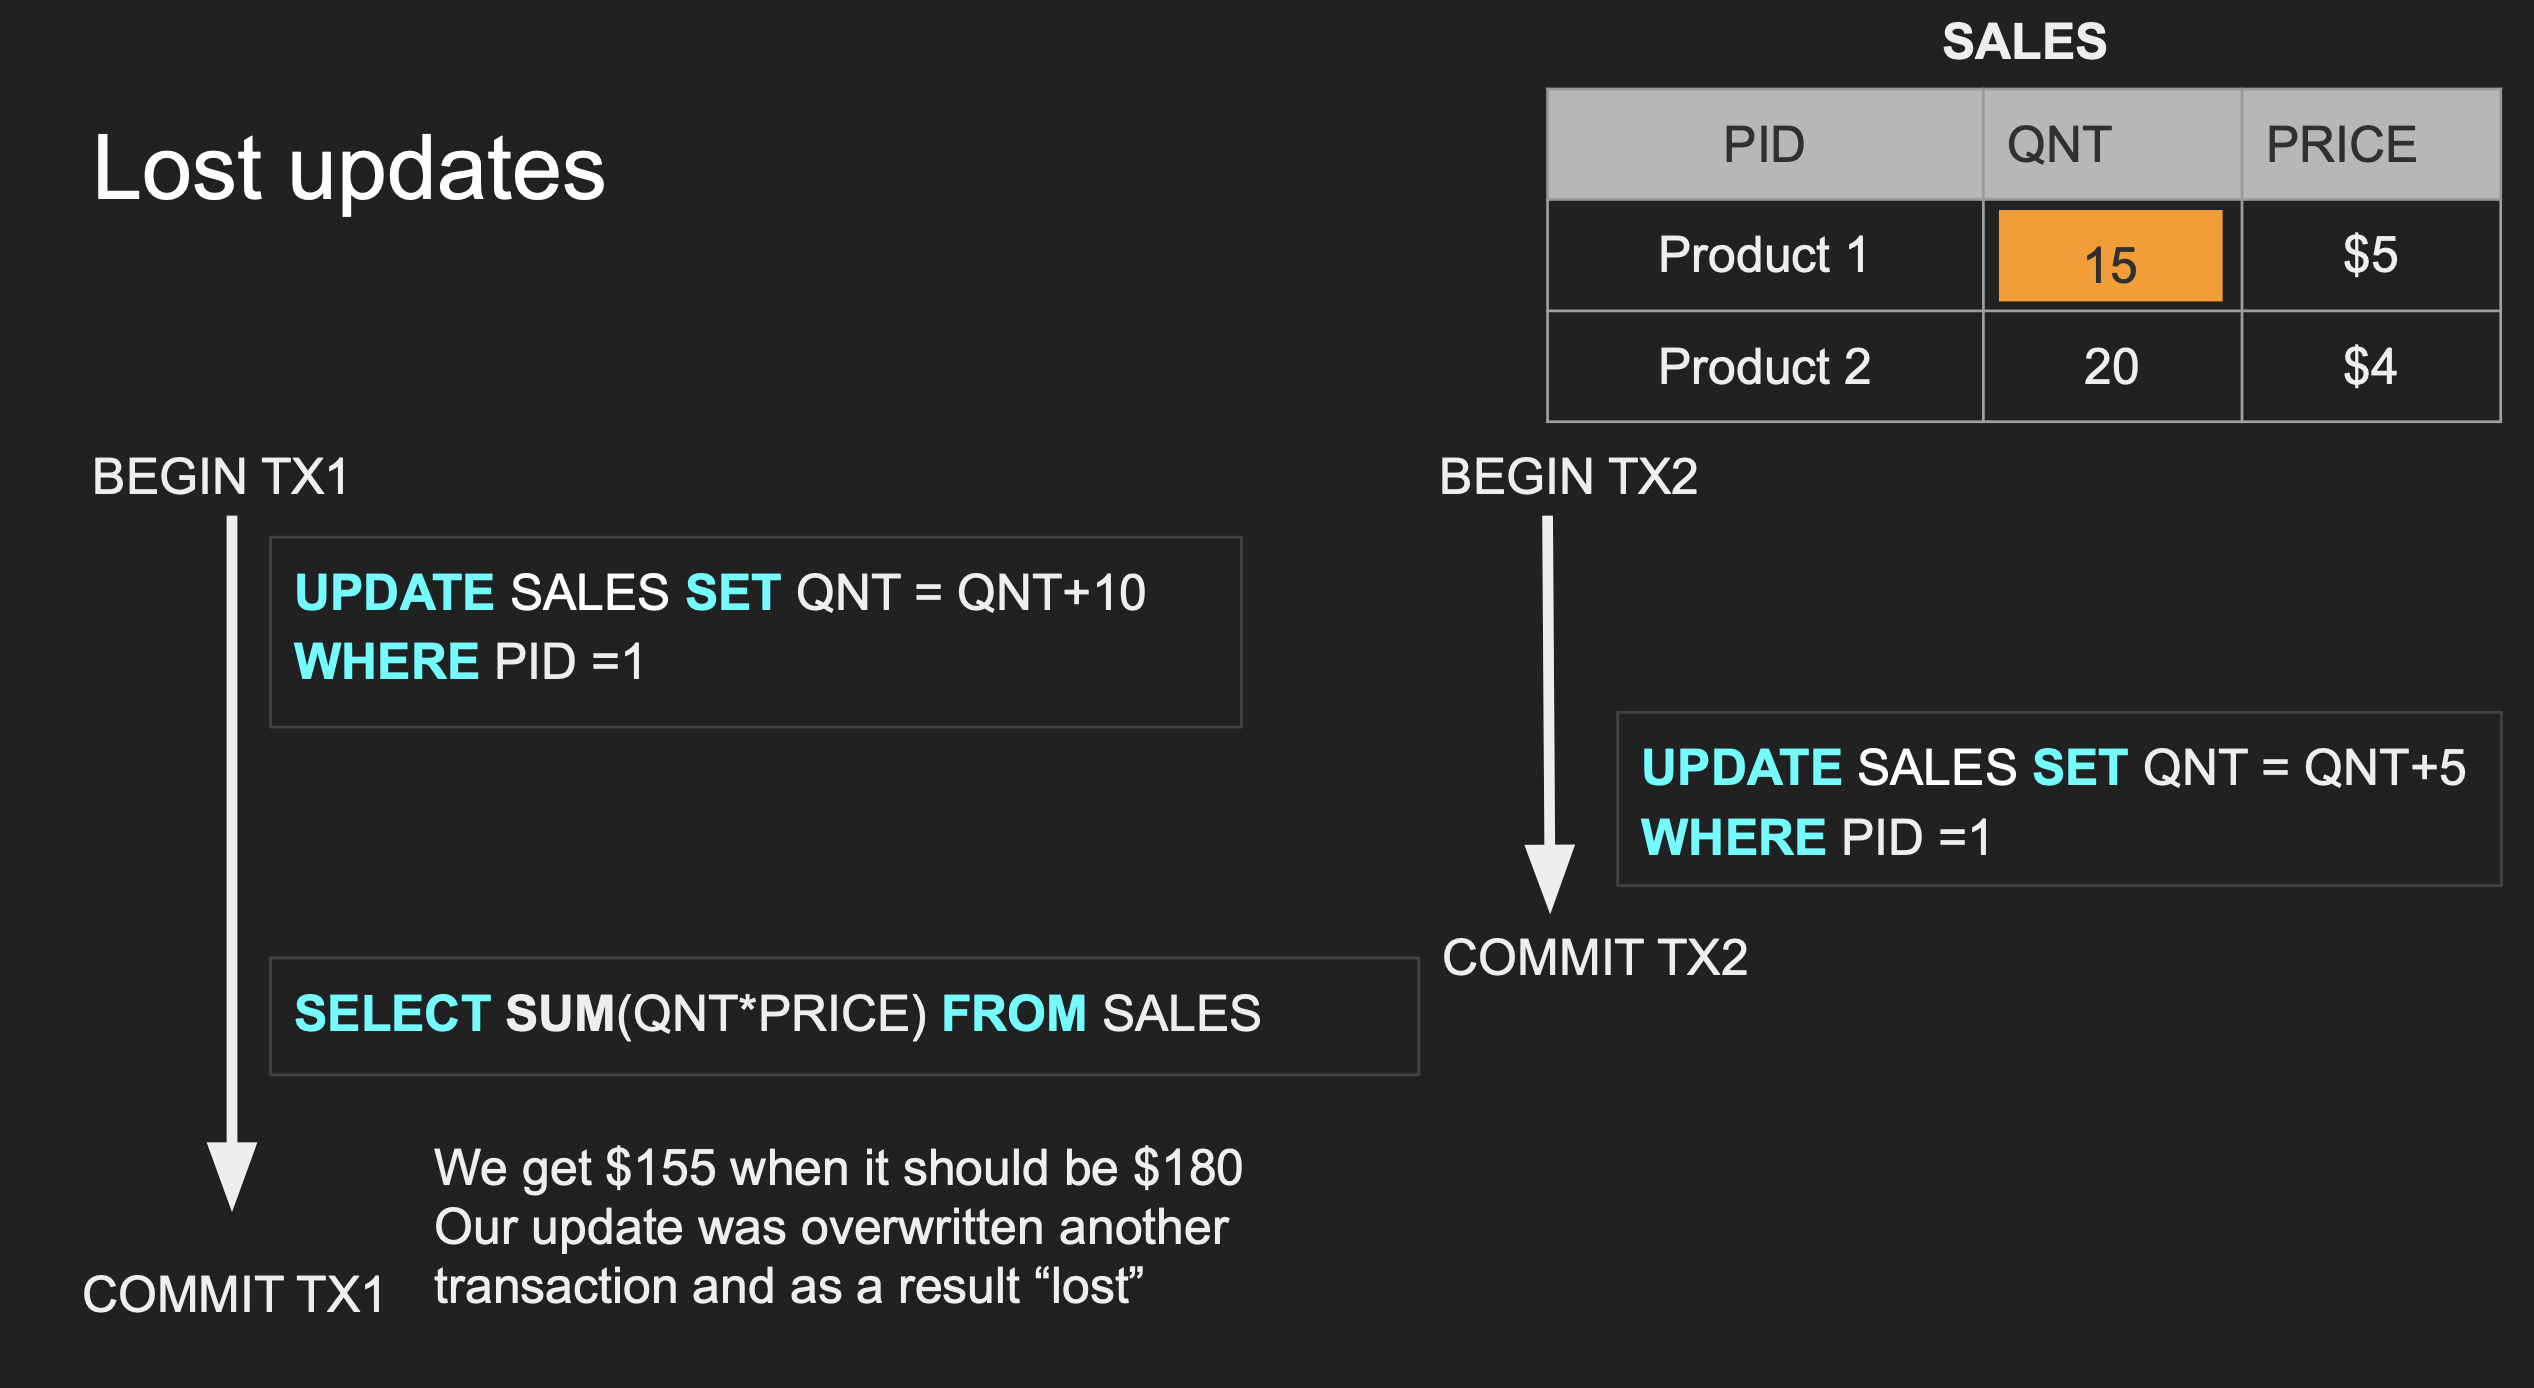 SALES
Lost updates
PID QNT PRICE
Product 1 15 $5
Product 2 20 $4
BEGIN TX1
UPDATE SALES SET QNT = QNT+10
WHERE PID =1
SELECT SUM(QNT*PRICE) FROM SALES
We get $155 when it should be $180
Our update was overwritten another
transaction and as a result “lost”
COMMIT TX1
BEGIN TX2
UPDATE SALES SET QNT = QNT+5
WHERE PID =1
COMMIT TX2